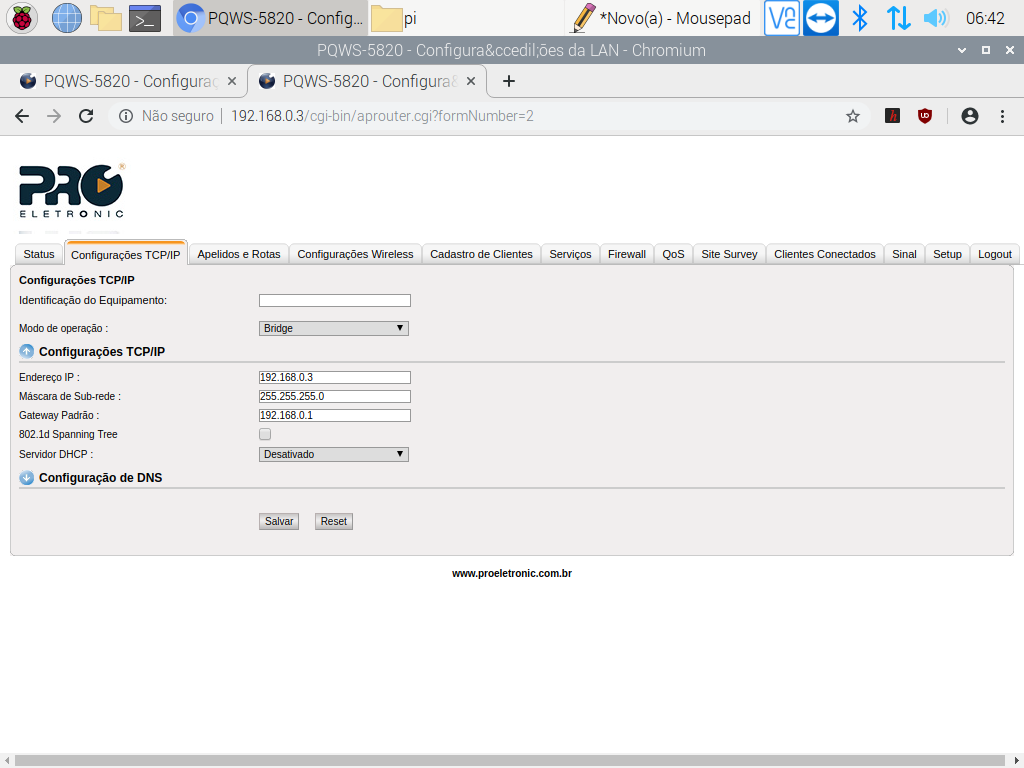 PQWS-5820 - Config... pi *Novo(a) - Mousepad 06:42
PQWS-5820 - Configura&ccedil;ões da LAN - Chromium
PQWS-5820 - Configuraç PQWS-5820 - Configura&
Não seguro 192.168.0.3/cgi-bin/aprouter.cgi?formNumber=2
PRO
ELETRONIC
Status Configurações TCP/IP Apelidos e Rotas Configurações Wireless Cadastro de Clientes Serviços Firewall QoS Site Survey Clientes Conectados Sinal Setup Logout
Configurações TCP/IP
Identificação do Equipamento:
Modo de operação : Bridge
Configurações TCP/IP
Endereço IP : 192.168.0.3
Máscara de Sub-rede : 255.255.255.0
Gateway Padrão : 192.168.0.1
802.1d Spanning Tree
Servidor DHCP : Desativado
Configuração de DNS
Salvar Reset
www.proeletronic.com.br